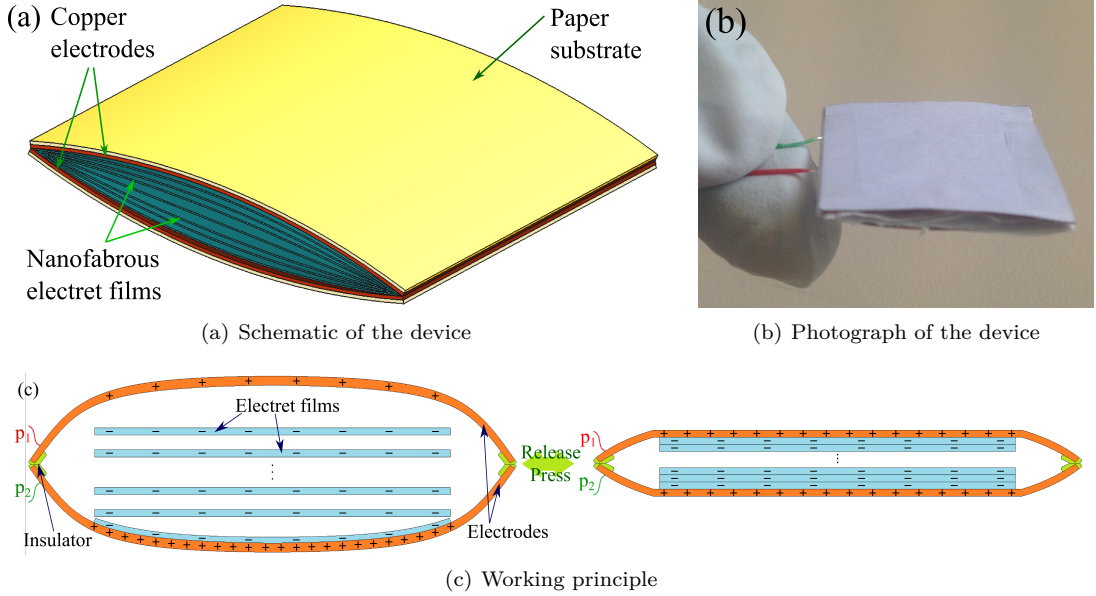 (a)
Copper
electrodes
Paper
substrate
Nanofabrous
electret films
(a) Schematic of the device
(b)
(b) Photograph of the device
(c)
Electret films
p1
p2
Insulator
Electrodes
Release
Press
p1
p2
(c) Working principle